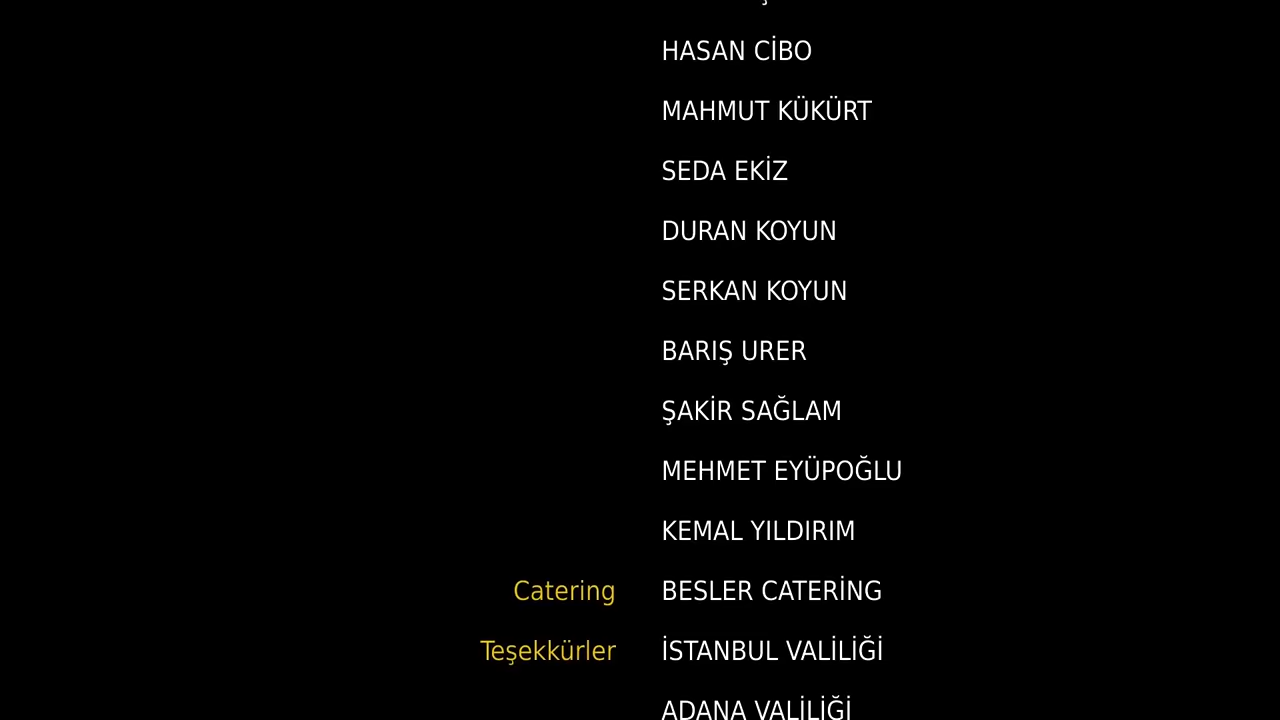 HASAN CİBO
MAHMUT KÜKÜRT
SEDA EKİZ
DURAN KOYUN
SERKAN KOYUN
BARIŞ URER
ŞAKİR SAĞLAM
MEHMET EYÜPOĞLU
KEMAL YILDIRIM
Catering BESLER CATERİNG
Teşekkürler İSTANBUL VALİLİĞİ
ADANA VALİLİĞİ